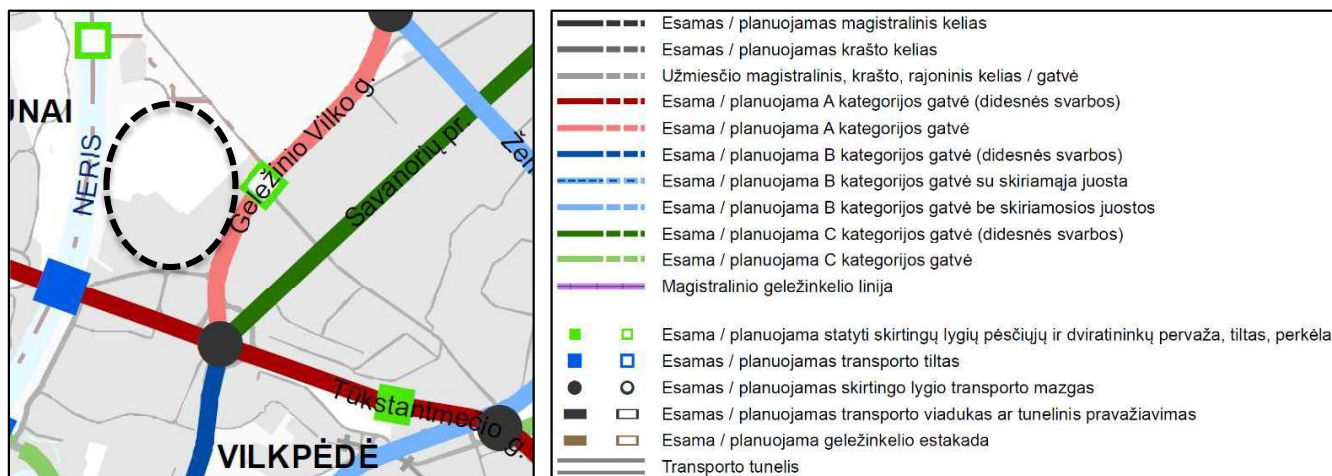 UNAI
NERIS
Geležinio Vilko g.
Savanorių pr.
Žem
Tūkstantmečio g.
VILKPĖDĖ
Esamas / planuojamas magistralinis kelias
Esamas / planuojamas krašto kelias
Užmiesčio magistralinis, krašto, rajoninis kelias / gatvė
Esama / planuojama A kategorijos gatvė (didesnės svarbos)
Esama / planuojama A kategorijos gatvė
Esama / planuojama B kategorijos gatvė (didesnės svarbos)
Esama / planuojama B kategorijos gatvė su skiriamąja juosta
Esama / planuojama B kategorijos gatvė be skiriamosios juostos
Esama / planuojama C kategorijos gatvė (didesnės svarbos)
Esama / planuojama C kategorijos gatvė
Magistralinio geležinkelio linija
Esama / planuojama statyti skirtingų lygių pėsčiųjų ir dviratininkų pervaža, tiltas, perkėla
Esamas / planuojamas transporto tiltas
Esamas / planuojamas skirtingo lygio transporto mazgas
Esamas / planuojamas transporto viadukas ar tunelinis pravažiavimas
Esama / planuojama geležinkelio estakada
Transporto tunelis